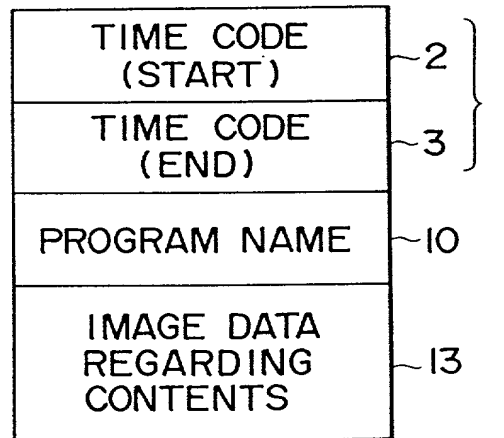 TIME CODE
(START)
2
TIME CODE
(END)
3
PROGRAM NAME
10
IMAGE DATA
REGARDING
CONTENTS
13